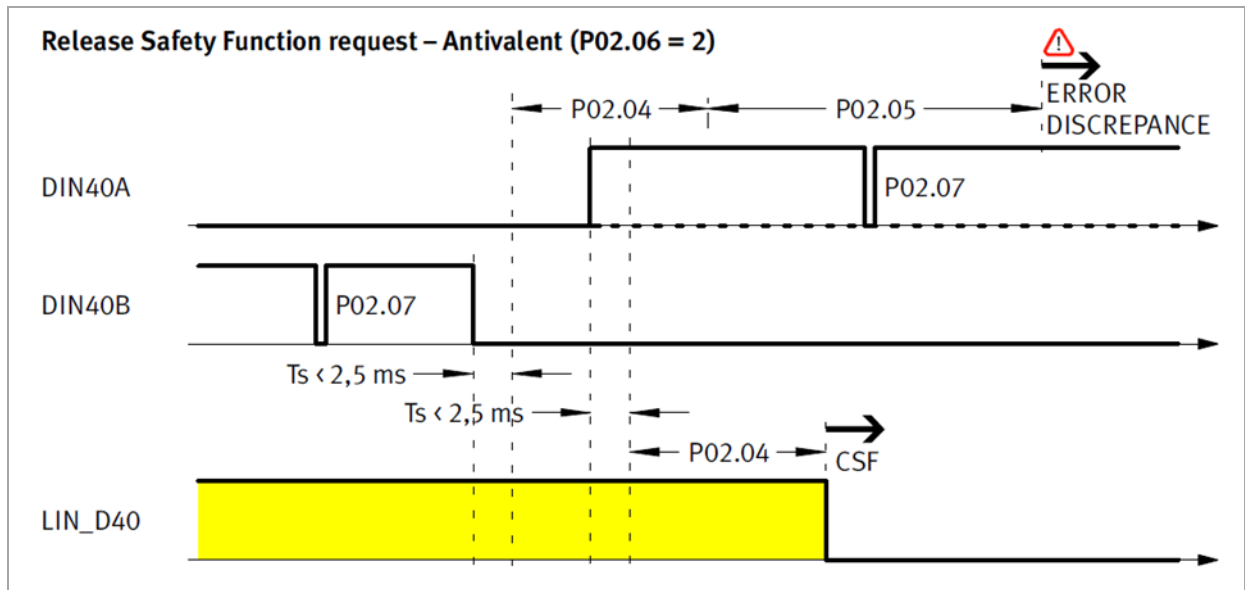 Release Safety Function request – Antivalent (P02.06 = 2)
P02.04
P02.05
ERROR
DISCREPANCE
DIN40A
P02.07
DIN40B
P02.07
Ts < 2,5 ms
Ts < 2,5 ms
P02.04
CSF
LIN_D40